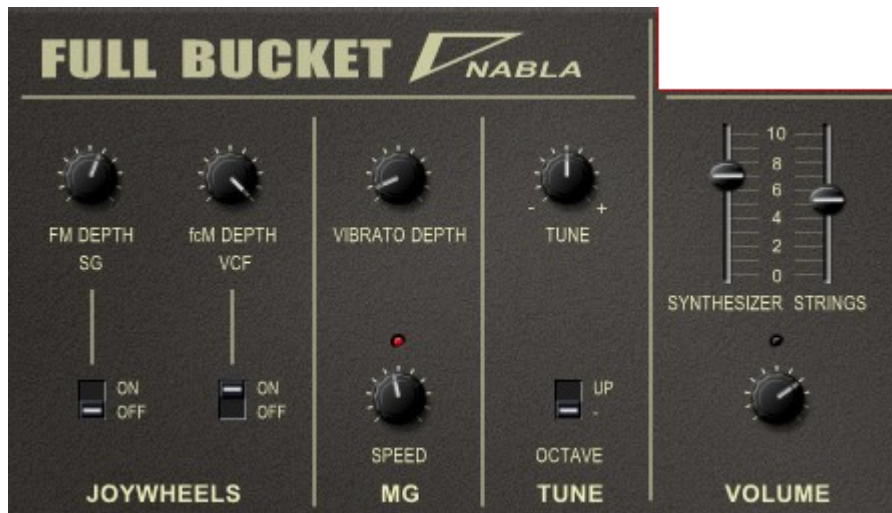 FULL BUCKET NABLA
FM DEPTH
SG
fcM DEPTH
VCF
ON
OFF
ON
OFF
JOYWHEELS
VIBRATO DEPTH
SPEED
MG
- +
TUNE
UP
-
OCTAVE
TUNE
10
8
6
4
2
0
SYNTHESIZER STRINGS
VOLUME